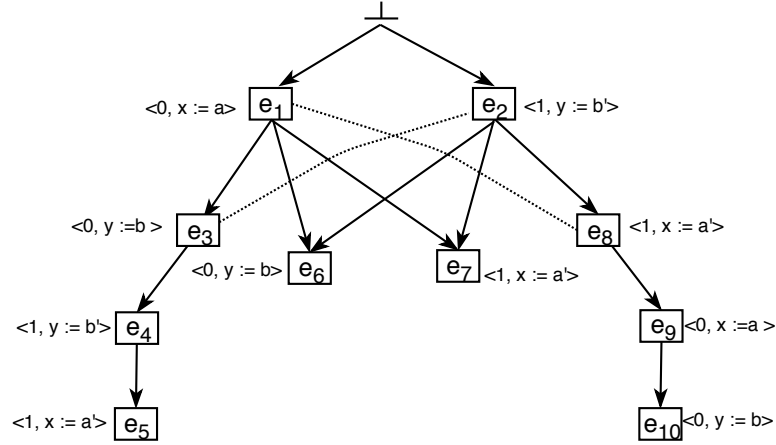 ⊥
<0, x := a> e₁ e₂ <1, y := b'>
<0, y :=b > e₃ e₈ <1, x := a'>
<0, y := b> e₆ e₇ <1, x := a'>
<1, y := b'> e₄ e₉ <0, x :=a >
<1, x := a'> e₅ e₁₀ <0, y := b>